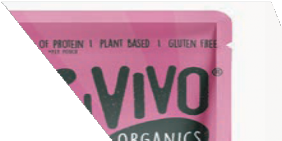 OF PROTEIN | PLANT BASED | GLUTEN FREE
VIVO®
ORGANICS